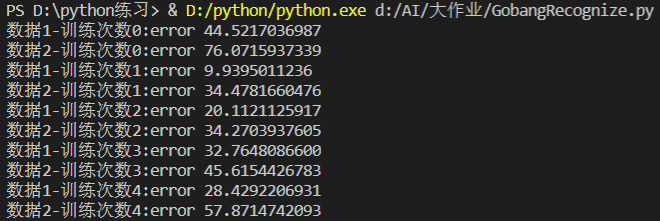 PS D:\python练习> & D:/python/python.exe d:/AI/大作业/GobangRecognize.py
数据1-训练次数0:error 44.5217036987
数据2-训练次数0:error 76.0715937339
数据1-训练次数1:error 9.9395011236
数据2-训练次数1:error 34.4781660476
数据1-训练次数2:error 20.1121125917
数据2-训练次数2:error 34.2703937605
数据1-训练次数3:error 32.7648086600
数据2-训练次数3:error 45.6154426783
数据1-训练次数4:error 28.4292206931
数据2-训练次数4:error 57.8714742093